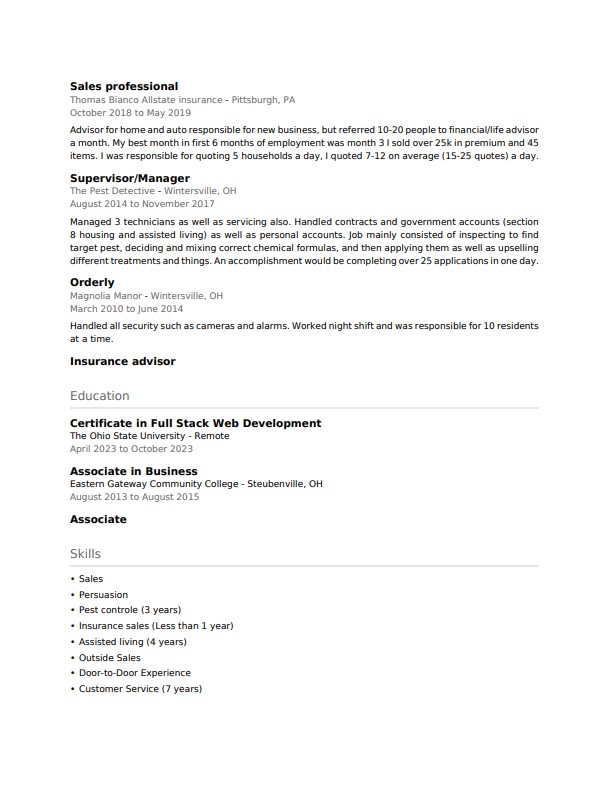 Sales professional
Thomas Bianco Allstate insurance - Pittsburgh, PA
October 2018 to May 2019
Advisor for home and auto responsible for new business, but referred 10-20 people to financial/life advisor
a month. My best month in first 6 months of employment was month 3 I sold over 25k in premium and 45
items. I was responsible for quoting 5 households a day, I quoted 7-12 on average (15-25 quotes) a day.
Supervisor/Manager
The Pest Detective - Wintersville, OH
August 2014 to November 2017
Managed 3 technicians as well as servicing also. Handled contracts and government accounts (section
8 housing and assisted living) as well as personal accounts. Job mainly consisted of inspecting to find
target pest, deciding and mixing correct chemical formulas, and then applying them as well as upselling
different treatments and things. An accomplishment would be completing over 25 applications in one day.
Orderly
Magnolia Manor - Wintersville, OH
March 2010 to June 2014
Handled all security such as cameras and alarms. Worked night shift and was responsible for 10 residents
at a time.
Insurance advisor
Education
Certificate in Full Stack Web Development
The Ohio State University - Remote
April 2023 to October 2023
Associate in Business
Eastern Gateway Community College - Steubenville, OH
August 2013 to August 2015
Associate
Skills
• Sales
• Persuasion
• Pest controle (3 years)
• Insurance sales (Less than 1 year)
• Assisted living (4 years)
• Outside Sales
• Door-to-Door Experience
• Customer Service (7 years)